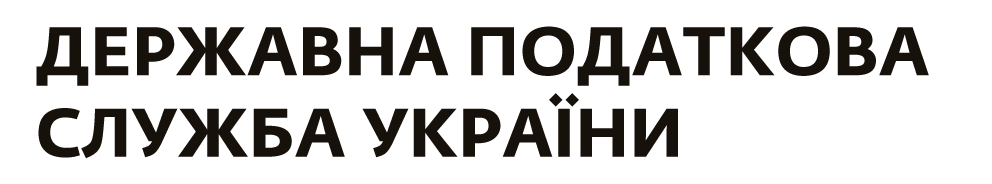 ДЕРЖАВНА ПОДАТКОВА
СЛУЖБА УКРАЇНИ